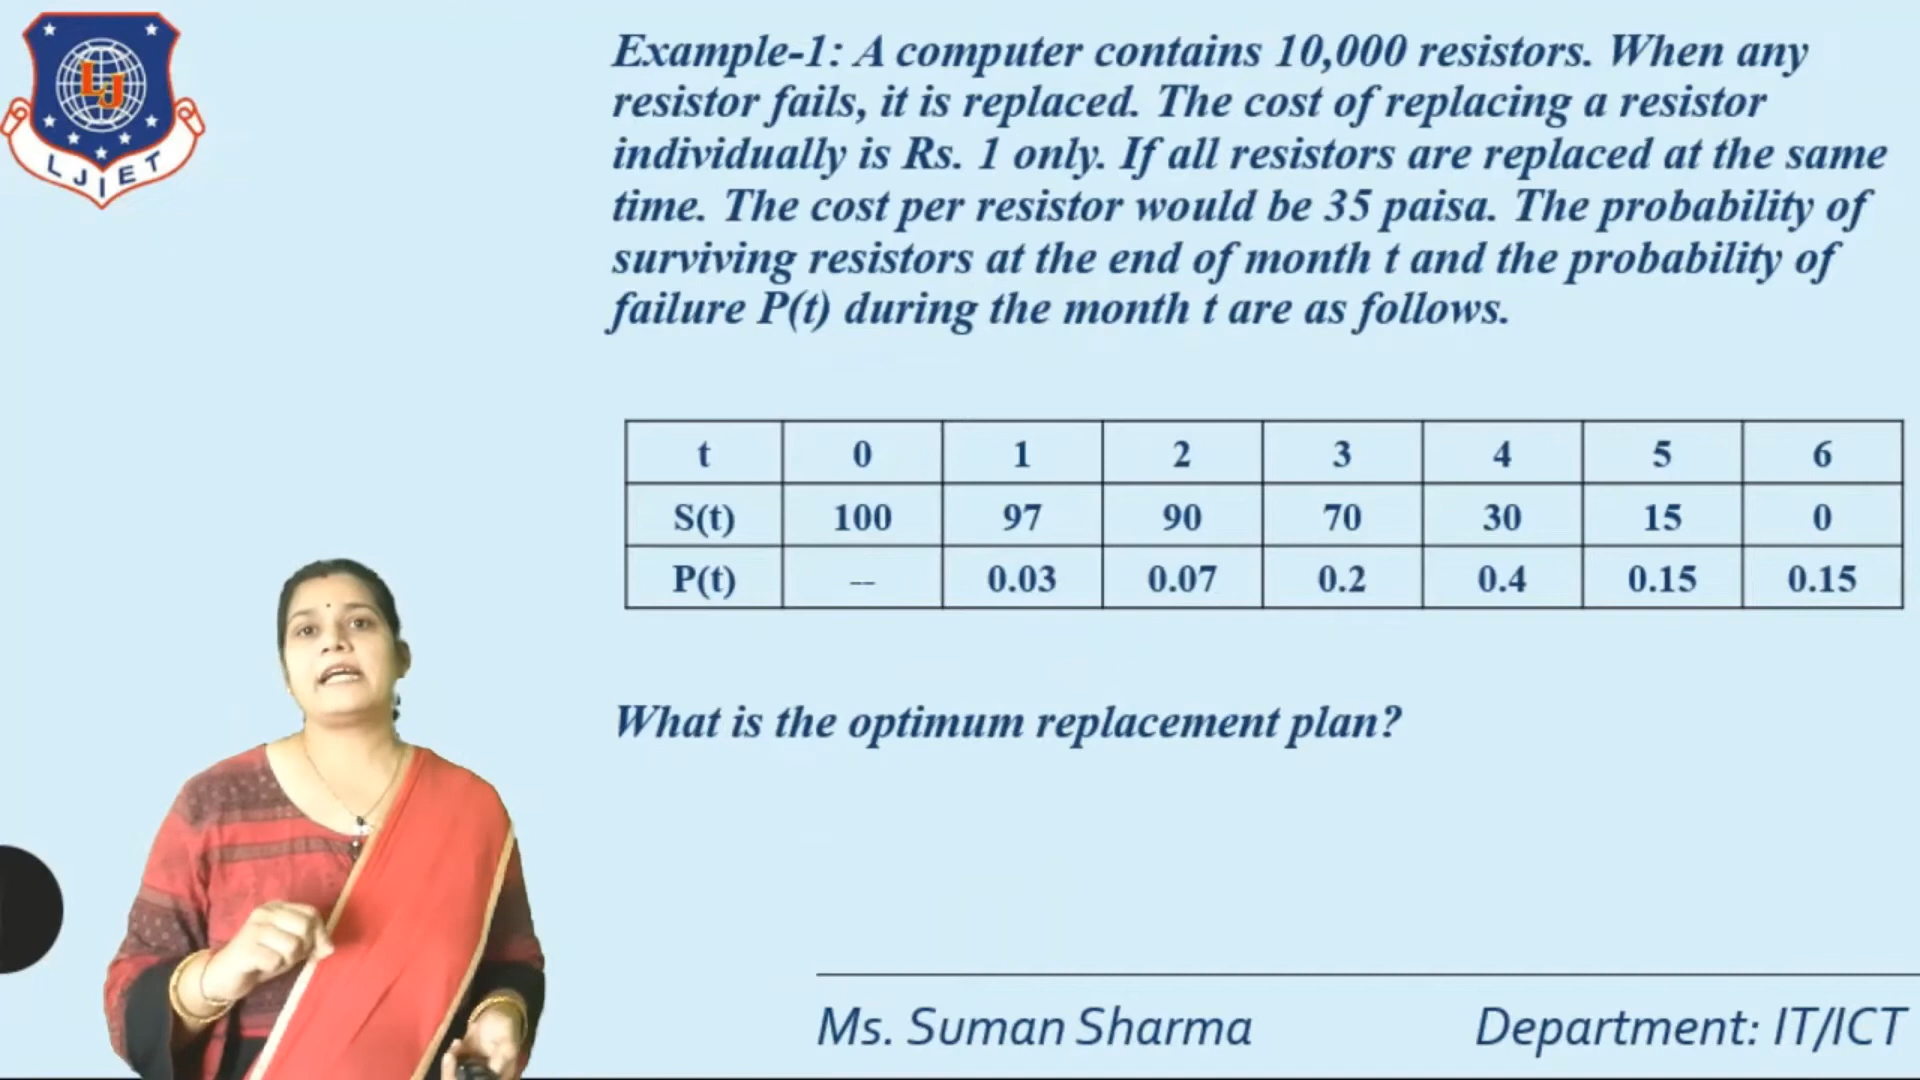 LJ
LJIET
Example-1: A computer contains 10,000 resistors. When any
resistor fails, it is replaced. The cost of replacing a resistor
individually is Rs. 1 only. If all resistors are replaced at the same
time. The cost per resistor would be 35 paisa. The probability of
surviving resistors at the end of month t and the probability of
failure P(t) during the month t are as follows.
t 0 1 2 3 4 5 6
S(t) 100 97 90 70 30 15 0
P(t) -- 0.03 0.07 0.2 0.4 0.15 0.15
What is the optimum replacement plan?
Ms. Suman Sharma Department: IT/ICT